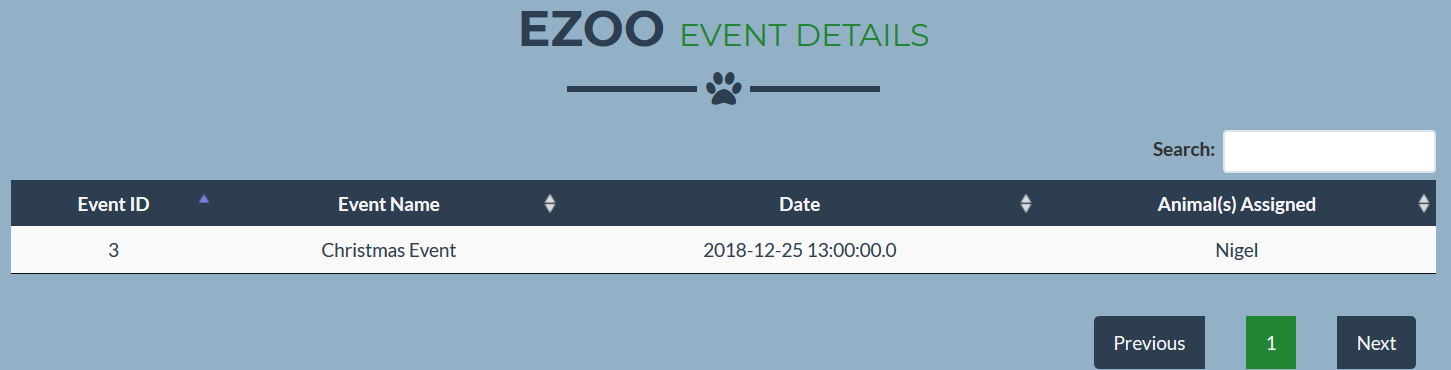 EZOO EVENT DETAILS
Search:
Event ID Event Name Date Animal(s) Assigned
3 Christmas Event 2018-12-25 13:00:00.0 Nigel
Previous 1 Next